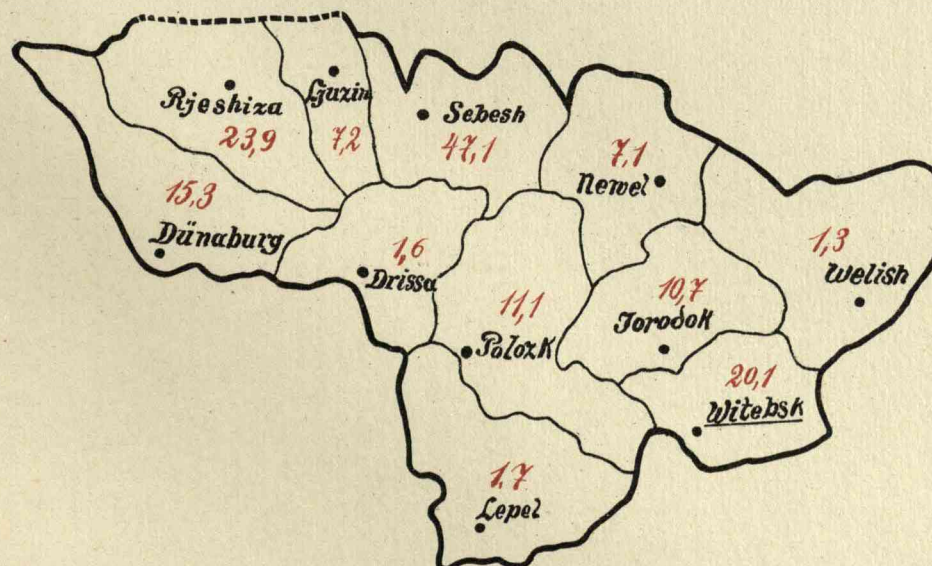 Rjeshiza
23,9
Ljuzin
7,2
Sebesh
47,1
7,1
Newel
15,3
Dünaburg
1,6
Drissa
11,1
Polozk
10,7
Gorodok
1,3
Welish
20,1
Witebsk
1,7
Lepel